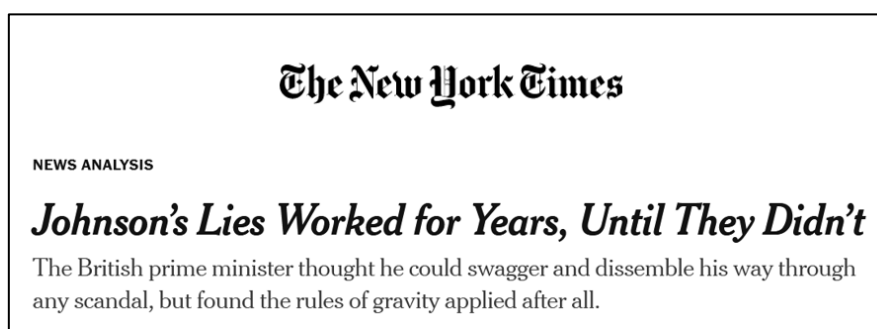 The New York Times
NEWS ANALYSIS
Johnson’s Lies Worked for Years, Until They Didn’t
The British prime minister thought he could swagger and dissemble his way through
any scandal, but found the rules of gravity applied after all.